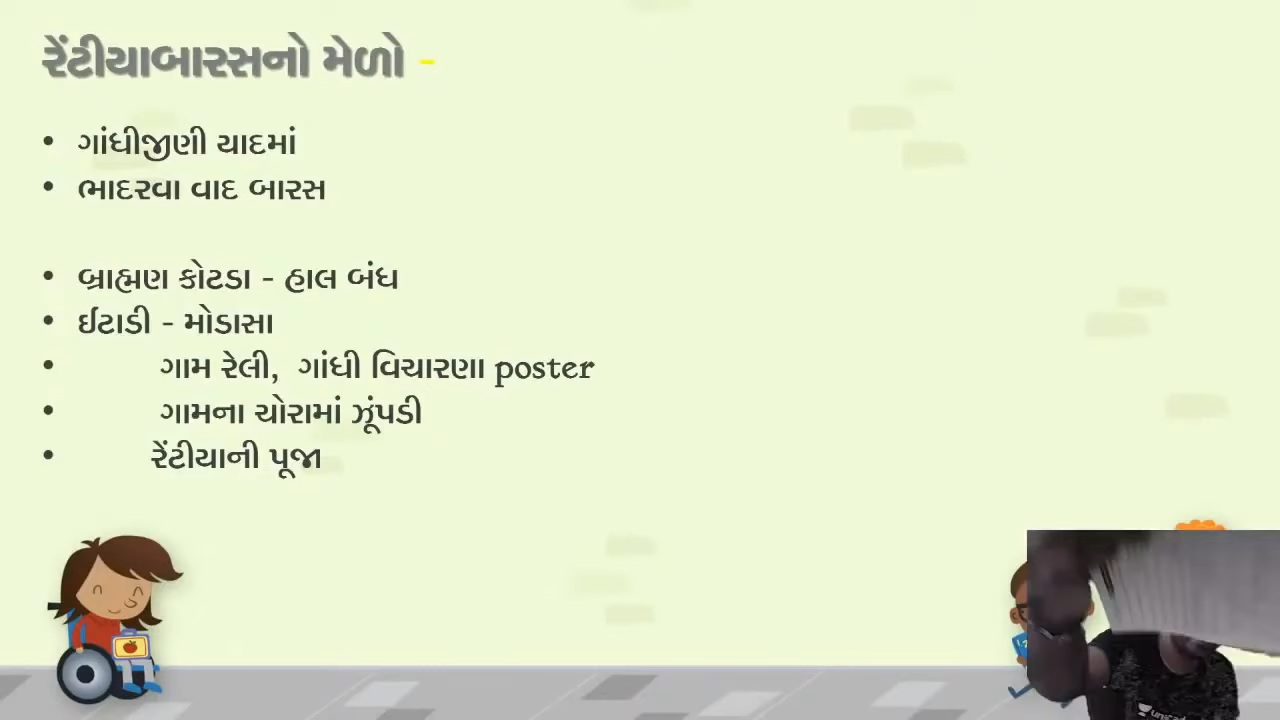 રેંટીયાબારસનો મેળો -
• ગાંધીજીણી યાદમાં
• ભાદરવા વાદ બારસ
• બ્રાહ્મણ કોટડા - હાલ બંધ
• ઈટાડી - મોડાસા
• ગામ રેલી, ગાંધી વિચારણા poster
• ગામના ચોરામાં ઝૂંપડી
• રેંટીયાની પૂજા